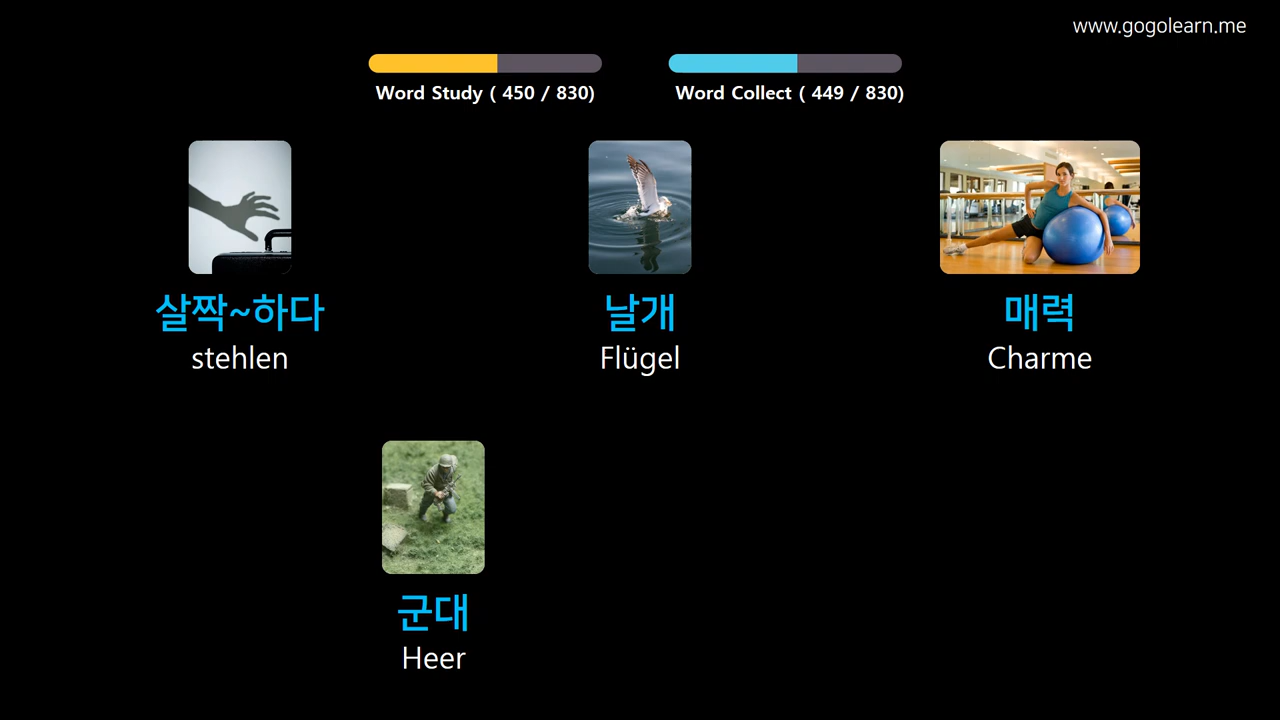 www.gogolearn.me
Word Study ( 450 / 830)
Word Collect ( 449 / 830)
살짝~하다
stehlen
날개
Flügel
매력
Charme
군대
Heer